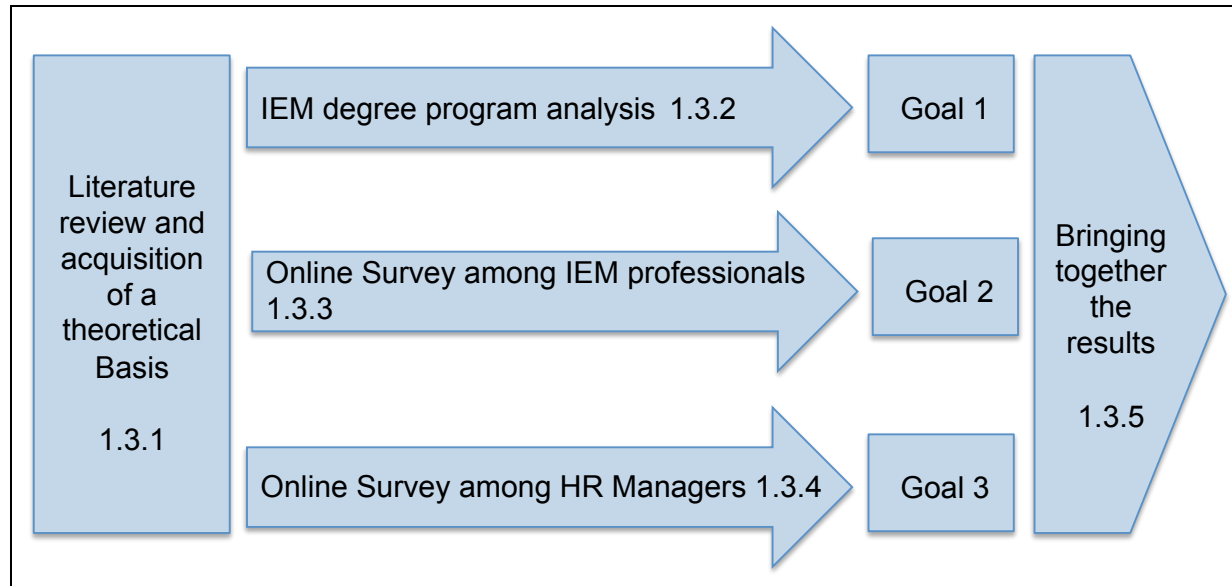 Literature
review and
acquisition
of a
theoretical
Basis
1.3.1
IEM degree program analysis 1.3.2
Goal 1
Online Survey among IEM professionals
1.3.3
Goal 2
Online Survey among HR Managers 1.3.4
Goal 3
Bringing
together
the
results
1.3.5